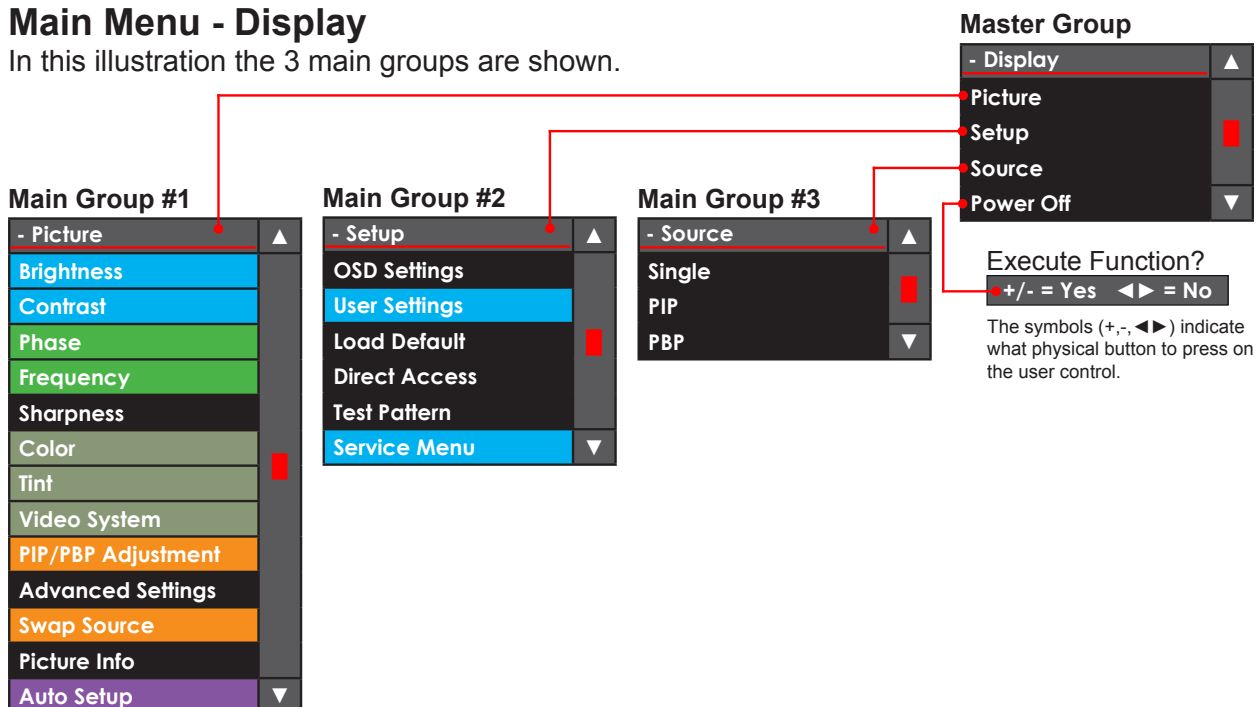 Main Menu - Display
In this illustration the 3 main groups are shown.
Master Group
- Display ▲
Picture
Setup
Source
Power Off ▼
Execute Function?
+/- = Yes ◄► = No
The symbols (+,-,◄►) indicate
what physical button to press on
the user control.
Main Group #1
- Picture ▲
Brightness
Contrast
Phase
Frequency
Sharpness
Color
Tint
Video System
PIP/PBP Adjustment
Advanced Settings
Swap Source
Picture Info
Auto Setup ▼
Main Group #2
- Setup ▲
OSD Settings
User Settings
Load Default
Direct Access
Test Pattern
Service Menu ▼
Main Group #3
- Source ▲
Single
PIP
PBP ▼